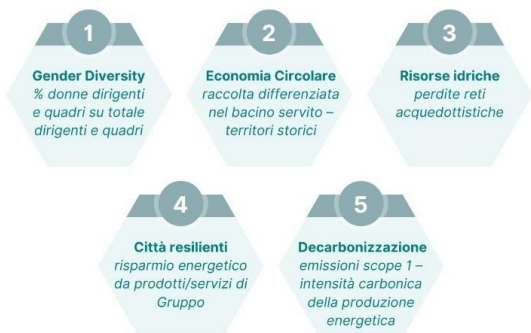 1
Gender Diversity
% donne dirigenti
e quadri su totale
dirigenti e quadri
2
Economia Circolare
raccolta differenziata
nel bacino servito –
territori storici
3
Risorse idriche
perdite reti
acquedottistiche
4
Città resilienti
risparmio energetico
da prodotti/servizi di
Gruppo
5
Decarbonizzazione
emissioni scope 1 –
intensità carbonica
della produzione
energetica